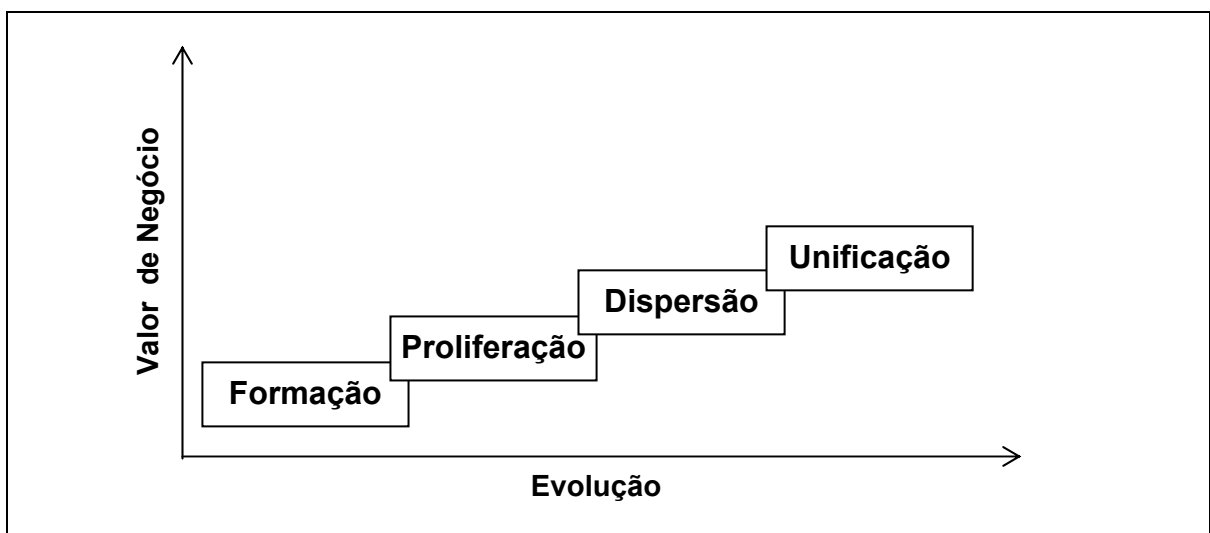 Valor de Negócio
Unificação
Dispersão
Proliferação
Formação
Evolução